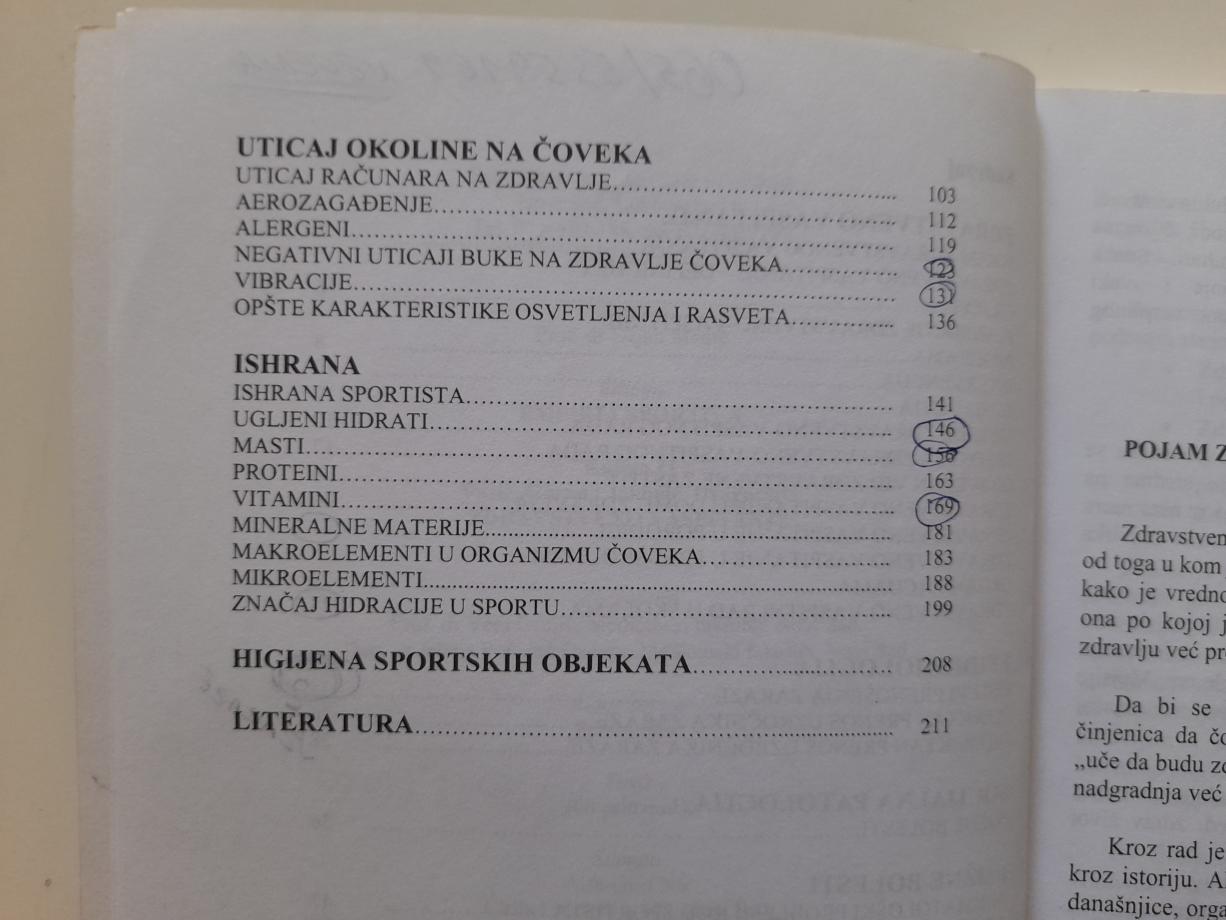 UTICAJ OKOLINE NA ČOVEKA
UTICAJ RAČUNARA NA ZDRAVLJE 103
AEROZAGAĐENJE 112
ALERGENI 119
NEGATIVNI UTICAJI BUKE NA ZDRAVLJE ČOVEKA 123
VIBRACIJE 131
OPŠTE KARAKTERISTIKE OSVETLJENJA I RASVETA 136
ISHRANA
ISHRANA SPORTISTA 141
UGLJENI HIDRATI 146
MASTI 156
PROTEINI 163
VITAMINI 169
MINERALNE MATERIJE 181
MAKROELEMENTI U ORGANIZMU ČOVEKA 183
MIKROELEMENTI 188
ZNAČAJ HIDRACIJE U SPORTU 199
HIGIJENA SPORTSKIH OBJEKATA 208
LITERATURA 211
POJAM Z
Zdravstven
od toga u kom
kako je vredno
ona po kojoj j
zdravlju već pr
Da bi se
činjenica da čo
„uče da budu zd
nadgradnja već
Kroz rad je
kroz istoriju. Al
današnjice, orga